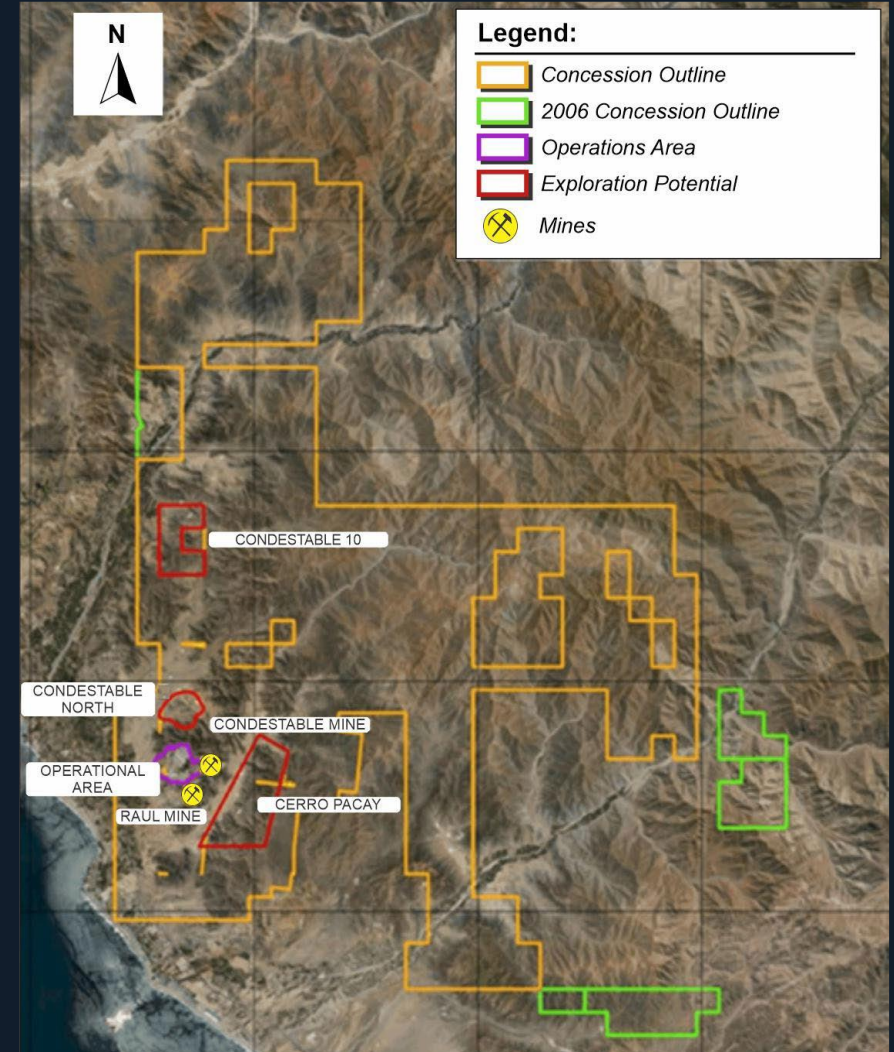 N
Legend:
Concession Outline
2006 Concession Outline
Operations Area
Exploration Potential
Mines
CONDESTABLE 10
CONDESTABLE
NORTH
CONDESTABLE MINE
OPERATIONAL
AREA
CERRO PACAY
RAUL MINE